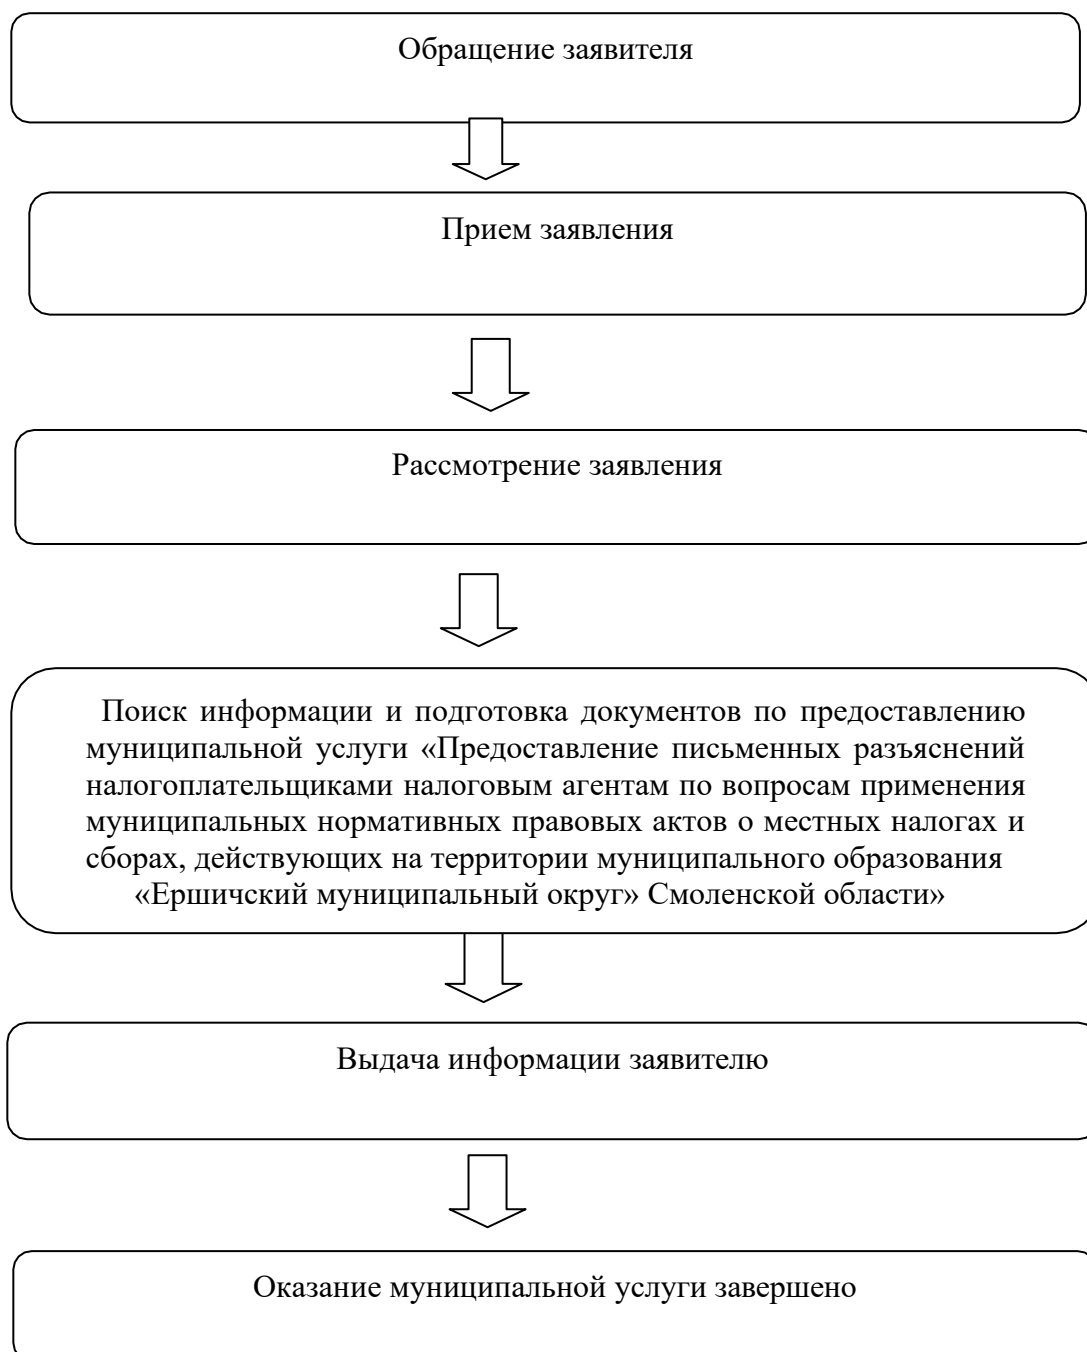 Обращение заявителя
Прием заявления
Рассмотрение заявления
Поиск информации и подготовка документов по предоставлению
муниципальной услуги «Предоставление письменных разъяснений
налогоплательщиками налоговым агентам по вопросам применения
муниципальных нормативных правовых актов о местных налогах и
сборах, действующих на территории муниципального образования
«Ершичский муниципальный округ» Смоленской области»
Выдача информации заявителю
Оказание муниципальной услуги завершено